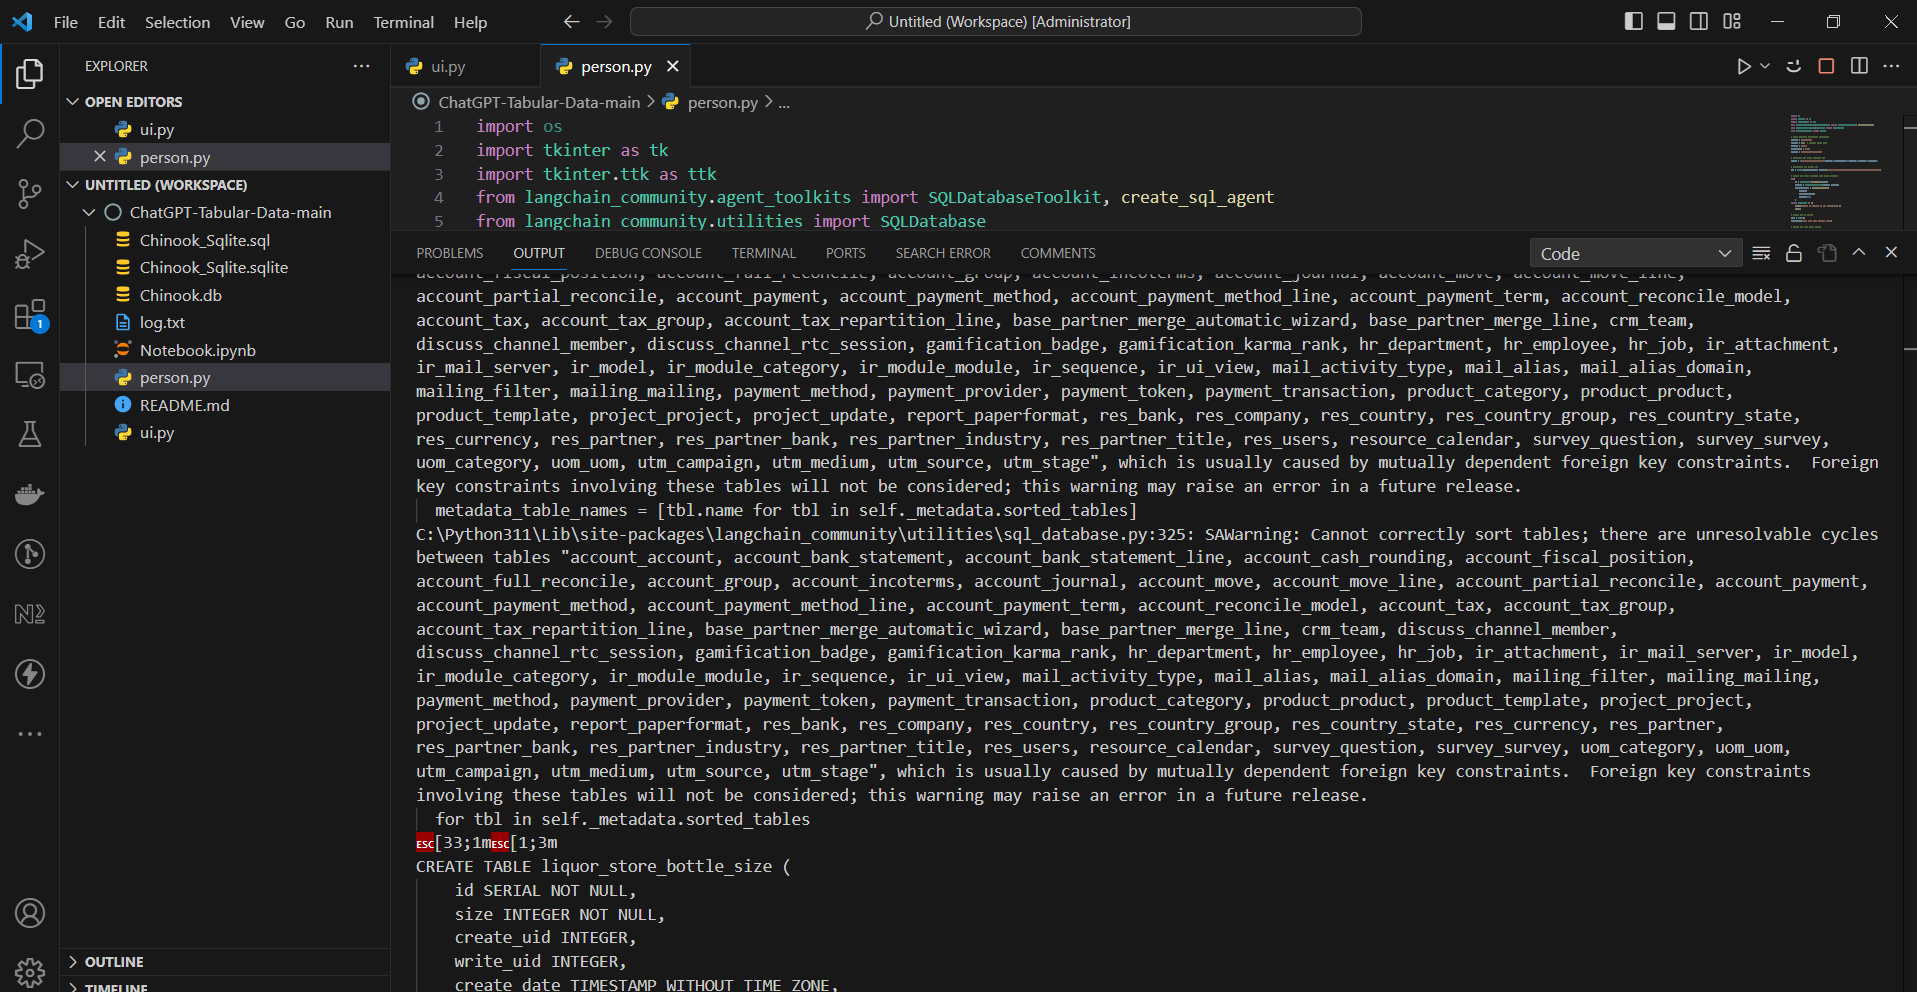 File Edit Selection View Go Run Terminal Help
Untitled (Workspace) [Administrator]
EXPLORER
ui.py
person.py
OPEN EDITORS
ui.py
person.py
UNTITLED (WORKSPACE)
ChatGPT-Tabular-Data-main
Chinook_Sqlite.sql
Chinook_Sqlite.sqlite
Chinook.db
log.txt
Notebook.ipynb
person.py
README.md
ui.py
1
OUTLINE
TIMELINE
ChatGPT-Tabular-Data-main > person.py > ...
1 import os
2 import tkinter as tk
3 import tkinter.ttk as ttk
4 from langchain_community.agent_toolkits import SQLDatabaseToolkit, create_sql_agent
5 from langchain_community.utilities import SQLDatabase
PROBLEMS OUTPUT DEBUG CONSOLE TERMINAL PORTS SEARCH ERROR COMMENTS
Code
account_fiscal_position, account_full_reconcile, account_group, account_incoterms, account_journal, account_move, account_move_line,
account_partial_reconcile, account_payment, account_payment_method, account_payment_method_line, account_payment_term, account_reconcile_model,
account_tax, account_tax_group, account_tax_repartition_line, base_partner_merge_automatic_wizard, base_partner_merge_line, crm_team,
discuss_channel_member, discuss_channel_rtc_session, gamification_badge, gamification_karma_rank, hr_department, hr_employee, hr_job, ir_attachment,
ir_mail_server, ir_model, ir_module_category, ir_module_module, ir_sequence, ir_ui_view, mail_activity_type, mail_alias, mail_alias_domain,
mailing_filter, mailing_mailing, payment_method, payment_provider, payment_token, payment_transaction, product_category, product_product,
product_template, project_project, project_update, report_paperformat, res_bank, res_company, res_country, res_country_group, res_country_state,
res_currency, res_partner, res_partner_bank, res_partner_industry, res_partner_title, res_users, resource_calendar, survey_question, survey_survey,
uom_category, uom_uom, utm_campaign, utm_medium, utm_source, utm_stage", which is usually caused by mutually dependent foreign key constraints.  Foreign
key constraints involving these tables will not be considered; this warning may raise an error in a future release.
metadata_table_names = [tbl.name for tbl in self._metadata.sorted_tables]
C:\Python311\Lib\site-packages\langchain_community\utilities\sql_database.py:325: SAWarning: Cannot correctly sort tables; there are unresolvable cycles
between tables "account_account, account_bank_statement, account_bank_statement_line, account_cash_rounding, account_fiscal_position,
account_full_reconcile, account_group, account_incoterms, account_journal, account_move, account_move_line, account_partial_reconcile, account_payment,
account_payment_method, account_payment_method_line, account_payment_term, account_reconcile_model, account_tax, account_tax_group,
account_tax_repartition_line, base_partner_merge_automatic_wizard, base_partner_merge_line, crm_team, discuss_channel_member,
discuss_channel_rtc_session, gamification_badge, gamification_karma_rank, hr_department, hr_employee, hr_job, ir_attachment, ir_mail_server, ir_model,
ir_module_category, ir_module_module, ir_sequence, ir_ui_view, mail_activity_type, mail_alias, mail_alias_domain, mailing_filter, mailing_mailing,
payment_method, payment_provider, payment_token, payment_transaction, product_category, product_product, product_template, project_project,
project_update, report_paperformat, res_bank, res_company, res_country, res_country_group, res_country_state, res_currency, res_partner,
res_partner_bank, res_partner_industry, res_partner_title, res_users, resource_calendar, survey_question, survey_survey, uom_category, uom_uom,
utm_campaign, utm_medium, utm_source, utm_stage", which is usually caused by mutually dependent foreign key constraints.  Foreign key constraints
involving these tables will not be considered; this warning may raise an error in a future release.
for tbl in self._metadata.sorted_tables
ESC[33;1mESC[1;3m
CREATE TABLE liquor_store_bottle_size (
id SERIAL NOT NULL,
size INTEGER NOT NULL,
create_uid INTEGER,
write_uid INTEGER,
create_date TIMESTAMP WITHOUT TIME ZONE,